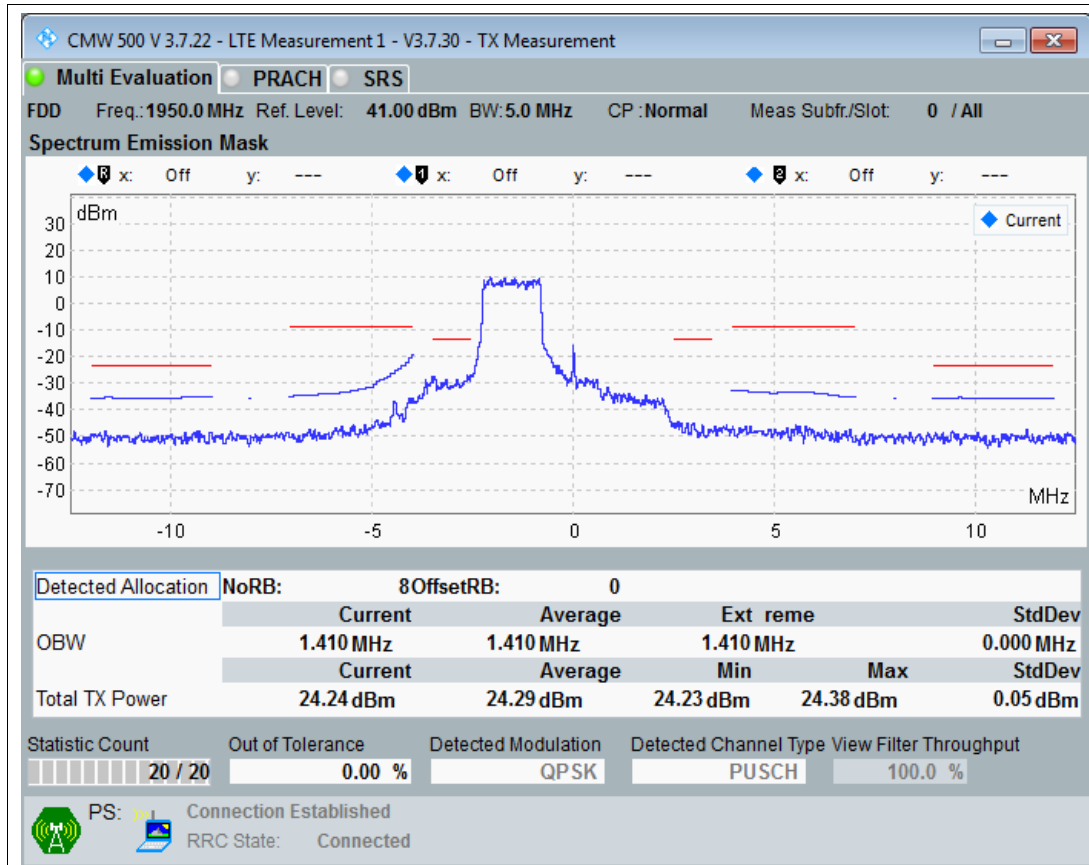 CMW 500 V 3.7.22 - LTE Measurement 1 - V3.7.30 - TX Measurement
Multi Evaluation PRACH SRS
FDD Freq.: 1950.0 MHz Ref. Level: 41.00 dBm BW: 5.0 MHz CP : Normal Meas Subfr./Slot: 0 / All
Spectrum Emission Mask
R x: Off y: --- 1 x: Off y: --- 2 x: Off y: ---
dBm
Current
30
20
10
0
-10
-20
-30
-40
-50
-60
-70
MHz
-10 -5 0 5 10
Detected Allocation NoRB: 8 OffsetRB: 0
Current Average Ext reme StdDev
OBW 1.410 MHz 1.410 MHz 1.410 MHz 0.000 MHz
Current Average Min Max StdDev
Total TX Power 24.24 dBm 24.29 dBm 24.23 dBm 24.38 dBm 0.05 dBm
Statistic Count Out of Tolerance Detected Modulation Detected Channel Type View Filter Throughput
20 / 20 0.00 % QPSK PUSCH 100.0 %
PS: Connection Established
RRC State: Connected